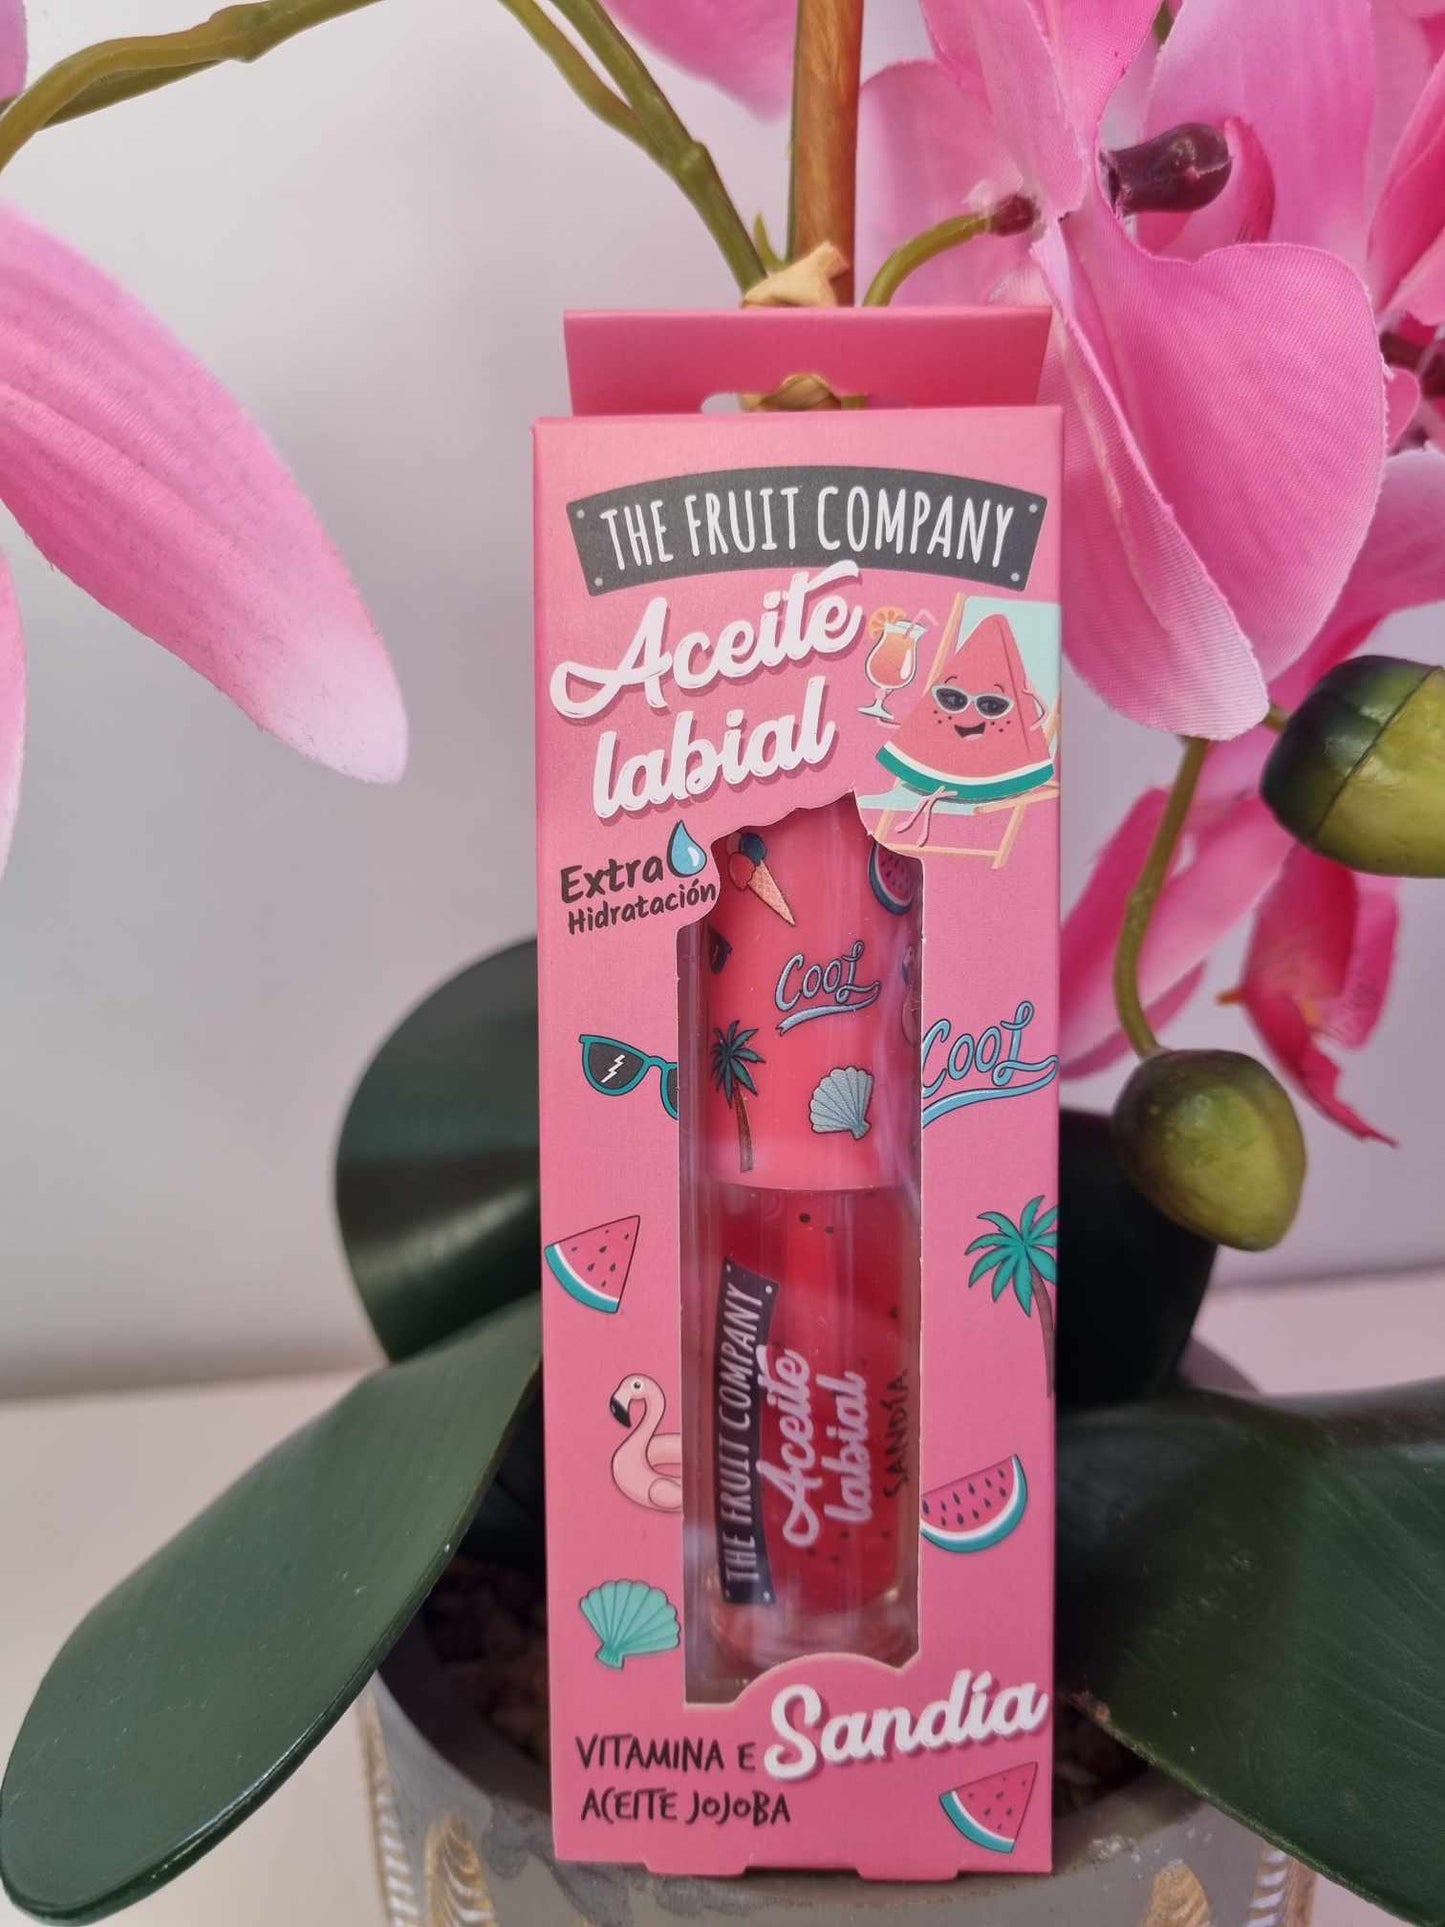 THE FRUIT COMPANY
Aceite
labial
Extra
Hidratación
Cool
Cool
THE FRUIT COMPANY
Aceite
labial
SANDÍA
Sandía
VITAMINA E
ACEITE JOJOBA